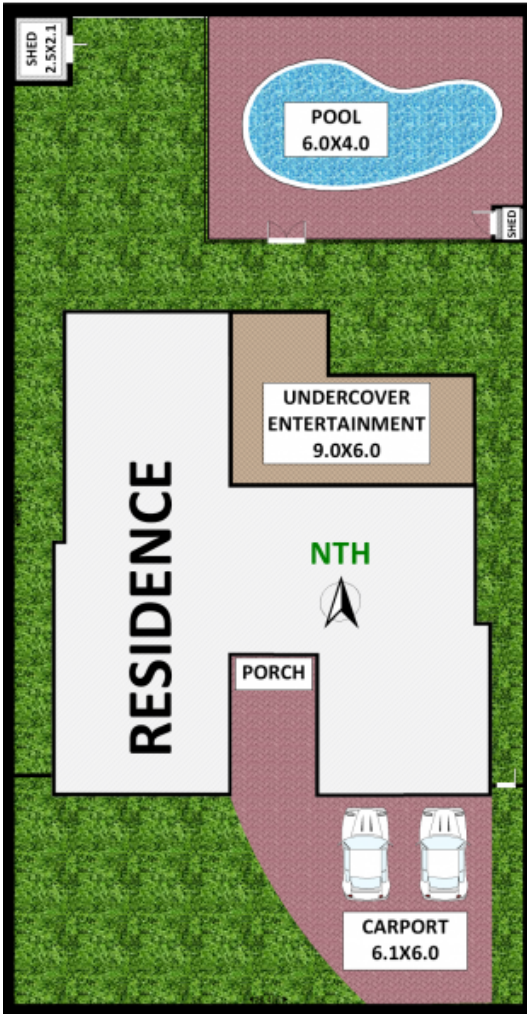 SHED
2.5X2.1
POOL
6.0X4.0
SHED
UNDERCOVER
ENTERTAINMENT
9.0X6.0
RESIDENCE
NTH
PORCH
CARPORT
6.1X6.0